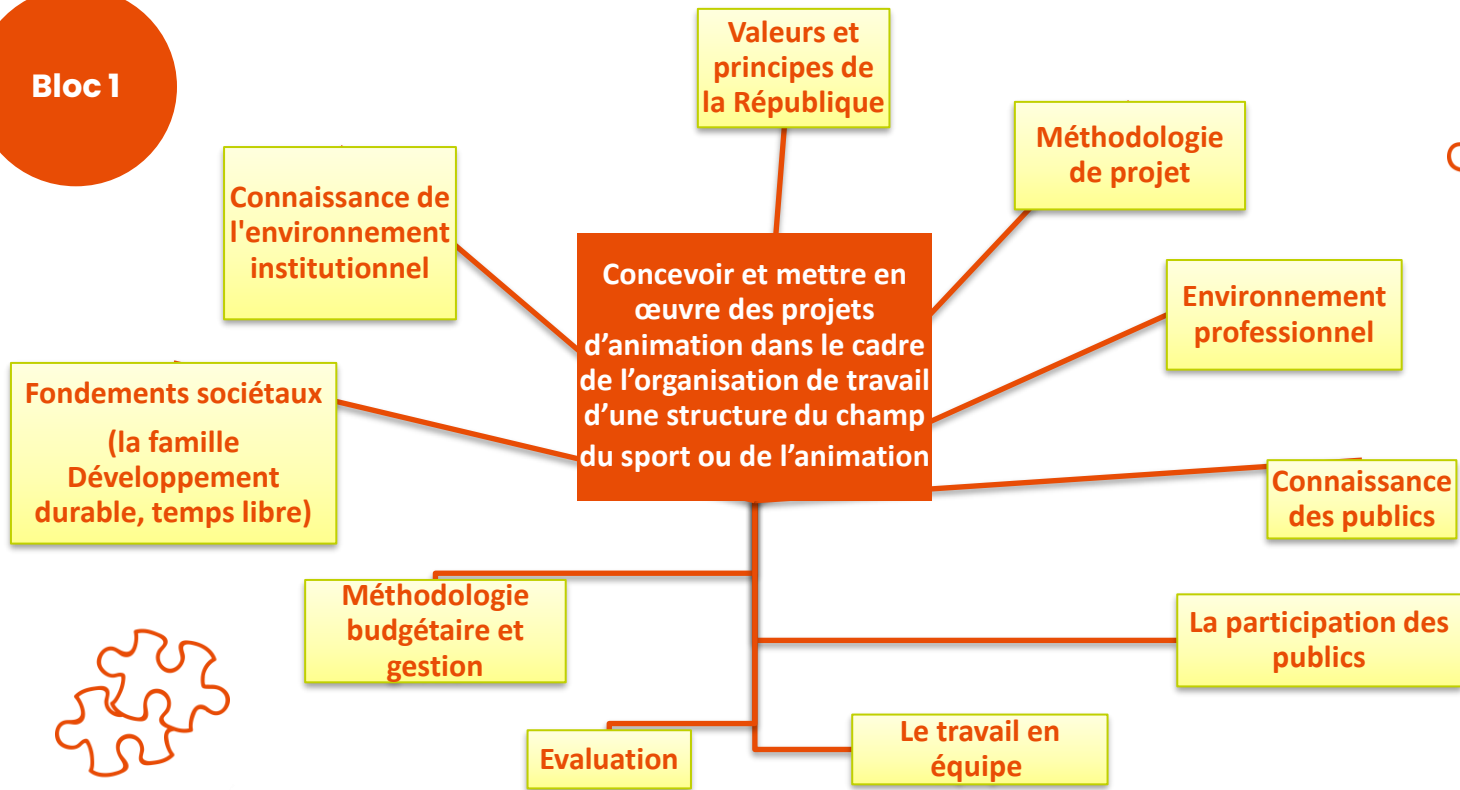 Bloc 1
Valeurs et
principes de
la République
Méthodologie
de projet
Connaissance de
l'environnement
institutionnel
Concevoir et mettre en
œuvre des projets
d’animation dans le cadre
de l’organisation de travail
d’une structure du champ
du sport ou de l’animation
Environnement
professionnel
Fondements sociétaux
(la famille
Développement
durable, temps libre)
Connaissance
des publics
Méthodologie
budgétaire et
gestion
La participation des
publics
Evaluation
Le travail en
équipe